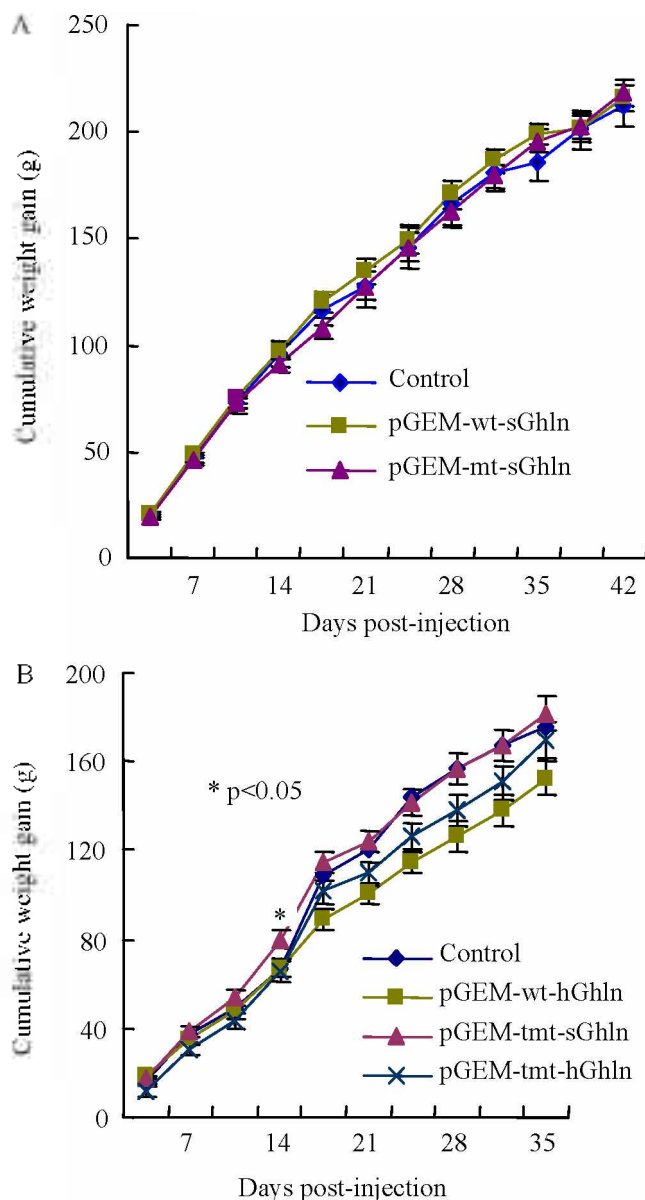 A
250
200
150
100
50
0
Cumulative weight gain (g)
Control
pGEM-wt-sGhln
pGEM-mt-sGhln
7 14 21 28 35 42
Days post-injection
B
200
160
120
80
40
0
Cumulative weight gain (g)
* p<0.05
*
Control
pGEM-wt-hGhln
pGEM-tmt-sGhln
pGEM-tmt-hGhln
7 14 21 28 35
Days post-injection